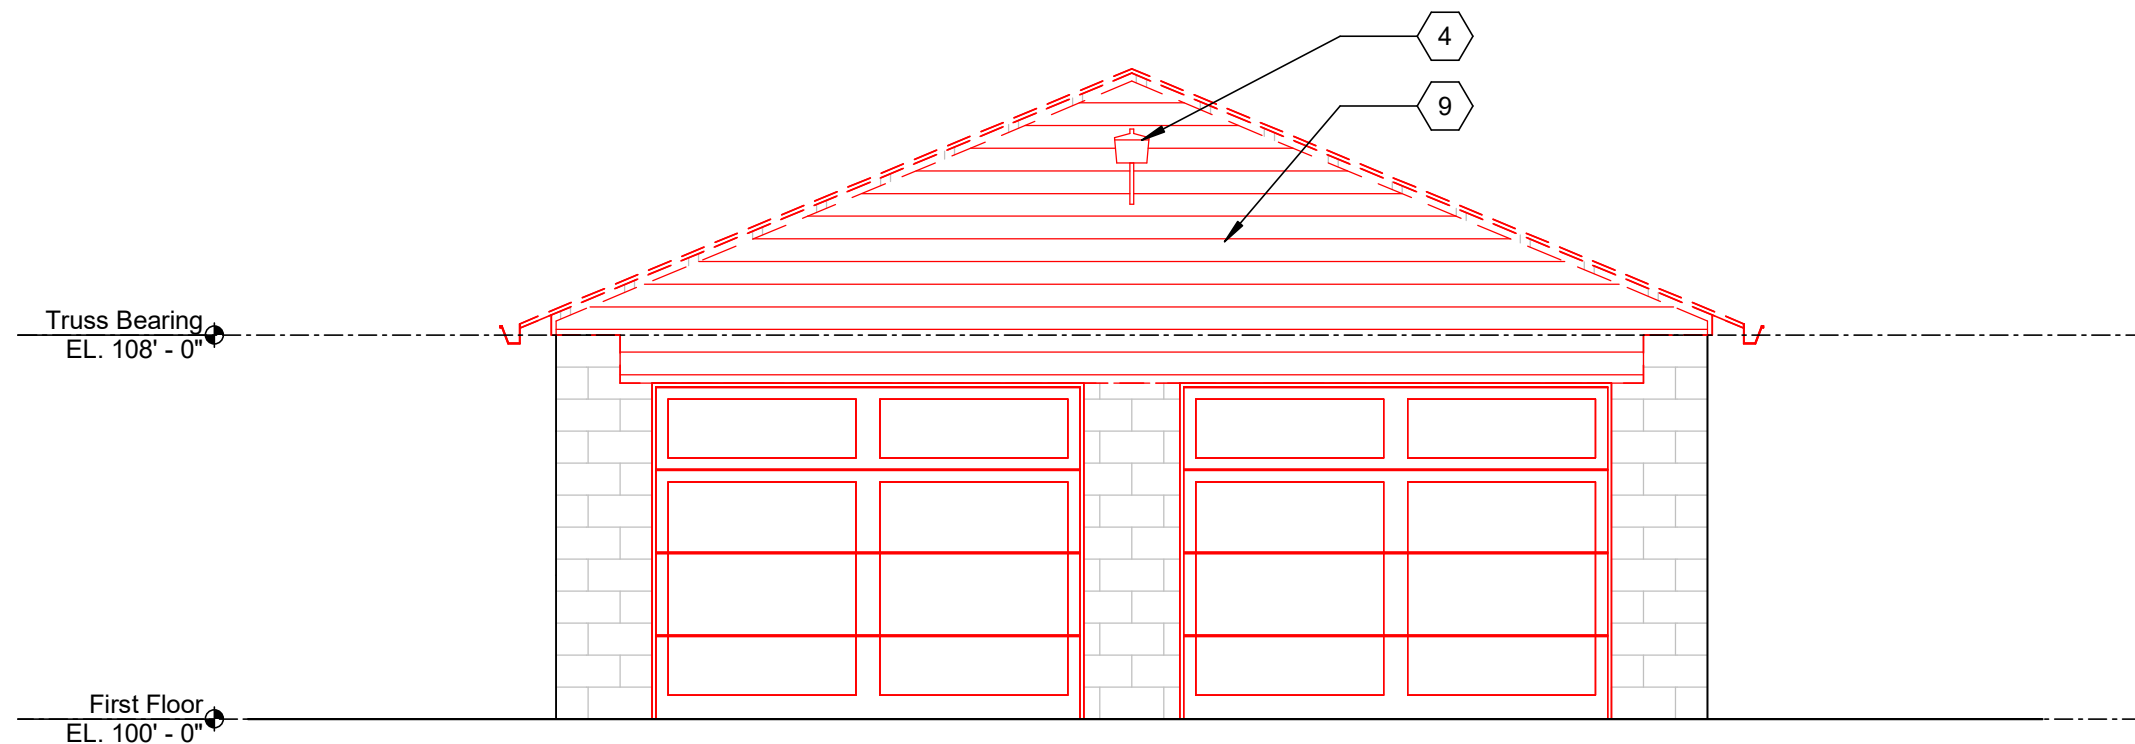 4
9
Truss Bearing
EL. 108' - 0"
First Floor
EL. 100' - 0"